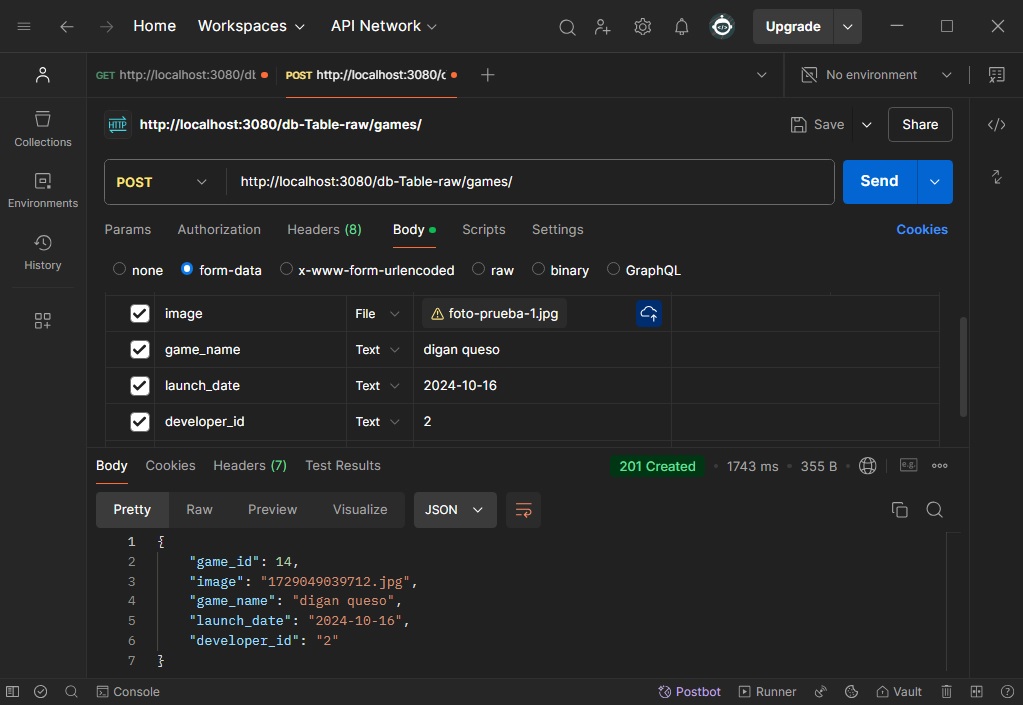 Home Workspaces API Network Upgrade
GET http://localhost:3080/db POST http://localhost:3080/c No environment
HTTP http://localhost:3080/db-Table-raw/games/ Save Share
Collections
Environments
History
POST http://localhost:3080/db-Table-raw/games/ Send
Params Authorization Headers (8) Body Scripts Settings Cookies
none form-data x-www-form-urlencoded raw binary GraphQL
image File foto-prueba-1.jpg
game_name Text digan queso
launch_date Text 2024-10-16
developer_id Text 2
Body Cookies Headers (7) Test Results 201 Created • 1743 ms • 355 B • e.g.
Pretty Raw Preview Visualize JSON
1 {
2 "game_id": 14,
3 "image": "1729049039712.jpg",
4 "game_name": "digan queso",
5 "launch_date": "2024-10-16",
6 "developer_id": "2"
7 }
Console Postbot Runner Vault